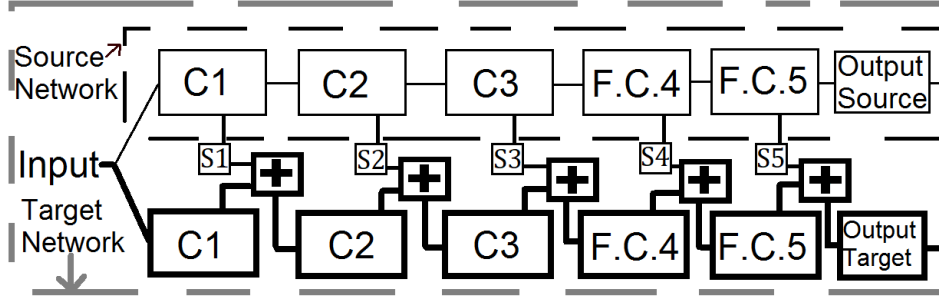 Source
Network
C1
C2
C3
F.C.4
F.C.5
Output
Source
Input
S1
S2
S3
S4
S5
+
+
+
+
+
Target
Network
C1
C2
C3
F.C.4
F.C.5
Output
Target